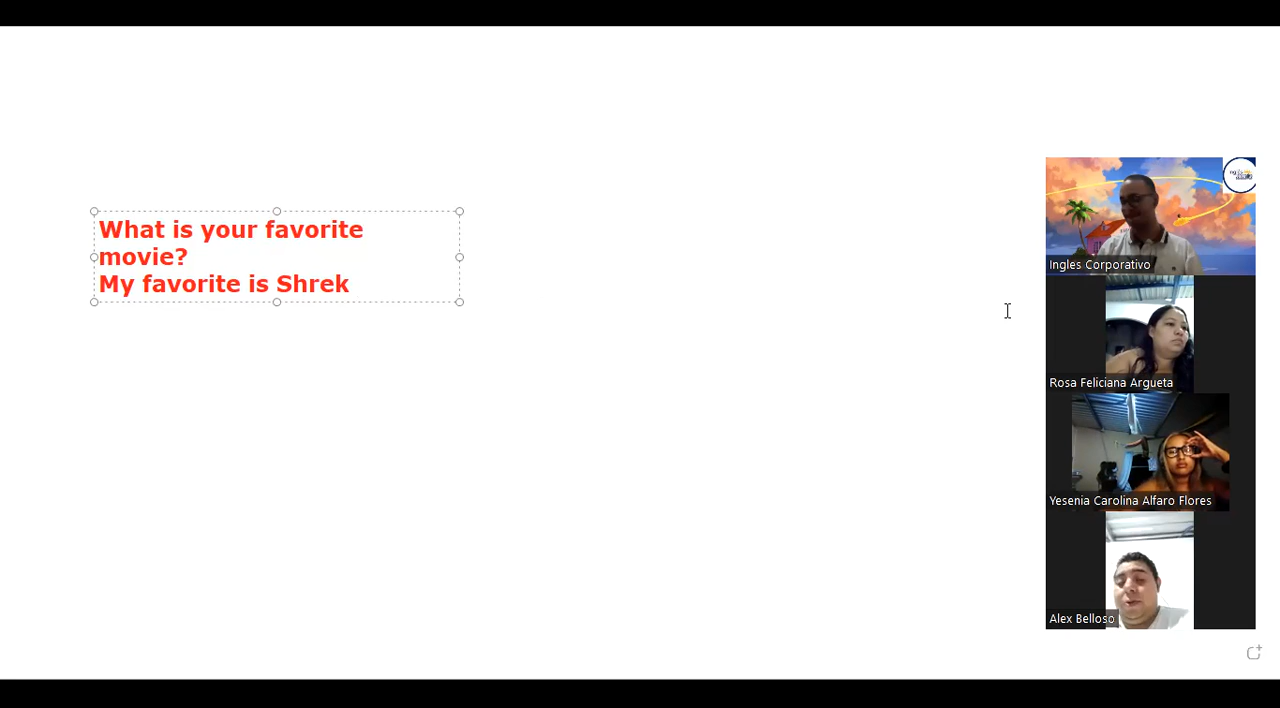 What is your favorite
movie?
My favorite is Shrek
Ingles Corporativo
Rosa Feliciana Argueta
Yesenia Carolina Alfaro Flores
Alex Belloso